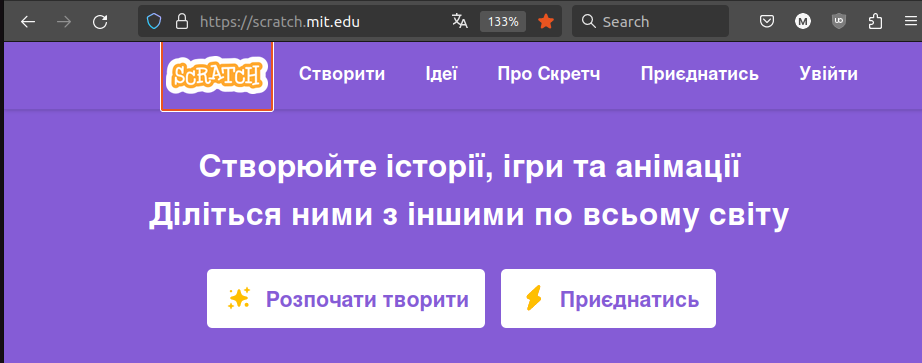 https://scratch.mit.edu 133% Search M UD
SCRATCH Створити Ідеї Про Скретч Приєднатись Увійти
Створюйте історії, ігри та анімації
Діліться ними з іншими по всьому світу
Розпочати творити Приєднатись